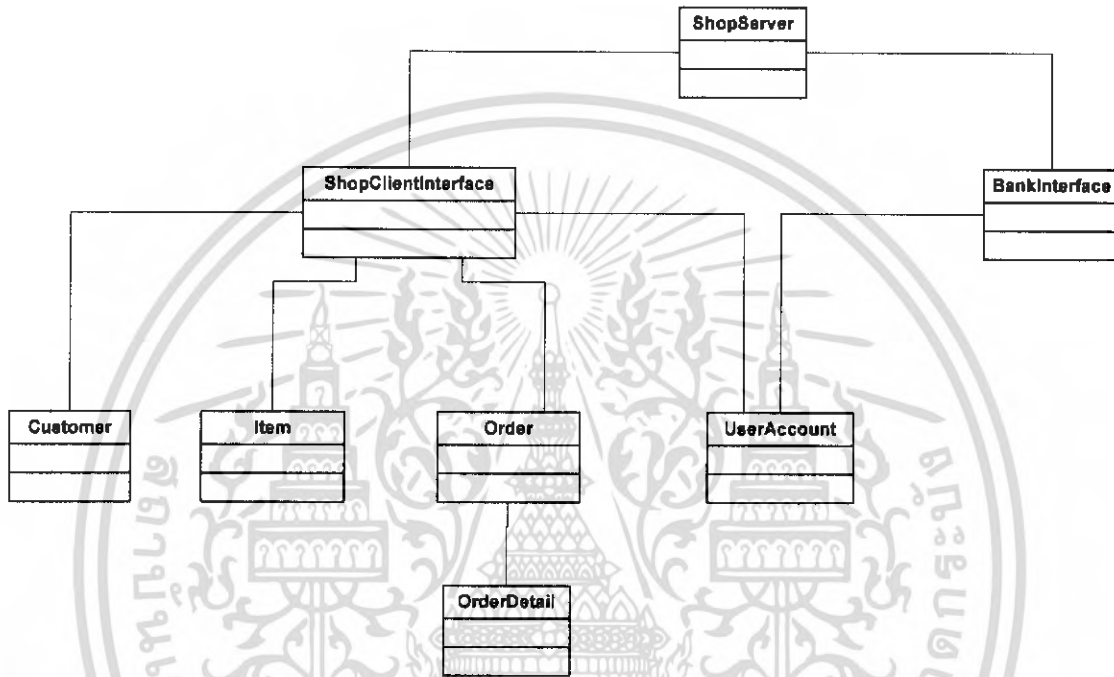 ShopServer
ShopClientInterface
BankInterface
Customer
Item
Order
UserAccount
OrderDetail